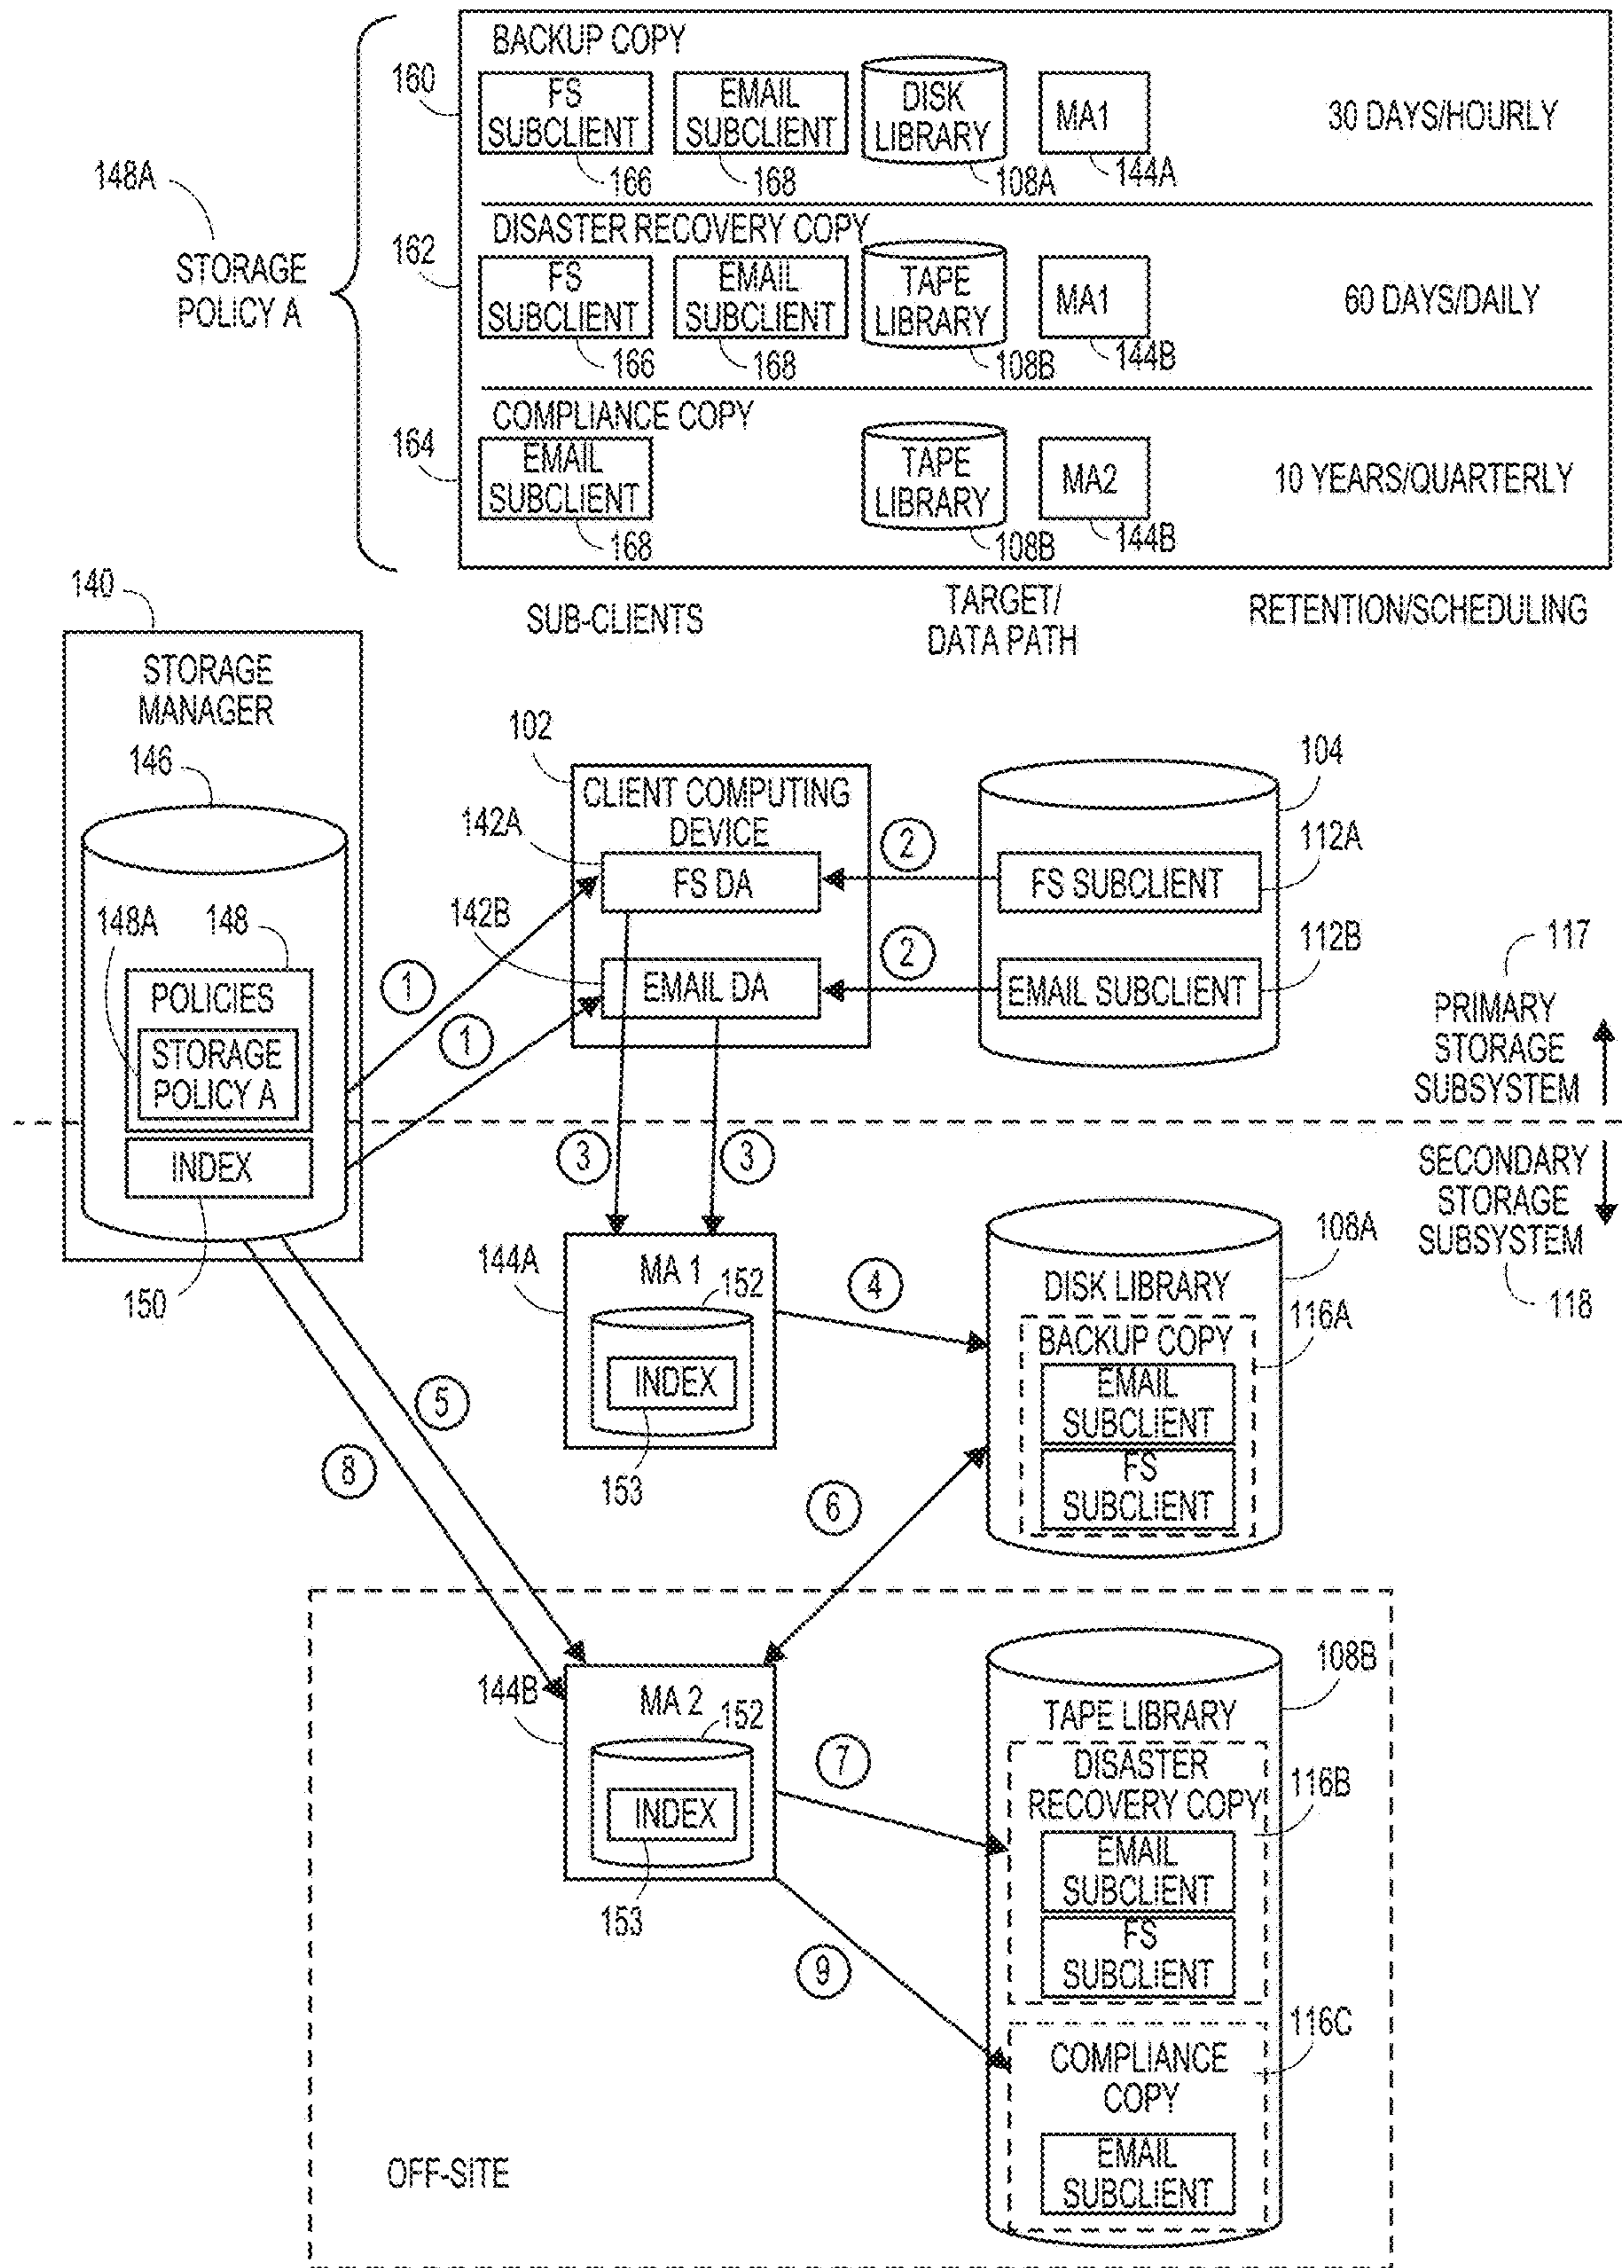 BACKUP COPY
160
FS
SUBCLIENT
166
EMAIL
SUBCLIENT
168
DISK
LIBRARY
108A
MA1
144A
30 DAYS/HOURLY
148A
STORAGE
POLICY A
DISASTER RECOVERY COPY
162
FS
SUBCLIENT
166
EMAIL
SUBCLIENT
168
TAPE
LIBRARY
108B
MA1
144B
60 DAYS/DAILY
COMPLIANCE COPY
164
EMAIL
SUBCLIENT
168
TAPE
LIBRARY
108B
MA2
144B
10 YEARS/QUARTERLY
SUB-CLIENTS
TARGET/
DATA PATH
RETENTION/SCHEDULING
140
STORAGE
MANAGER
146
148A
148
POLICIES
STORAGE
POLICY A
INDEX
150
102
CLIENT COMPUTING
DEVICE
142A
FS DA
142B
EMAIL DA
104
FS SUBCLIENT
112A
EMAIL SUBCLIENT
112B
1
1
2
2
117
PRIMARY
STORAGE
SUBSYSTEM
SECONDARY
STORAGE
SUBSYSTEM
118
3
3
144A
MA 1
152
INDEX
153
4
108A
DISK LIBRARY
BACKUP COPY
116A
EMAIL
SUBCLIENT
FS
SUBCLIENT
5
8
6
144B
MA 2
152
INDEX
153
7
9
108B
TAPE LIBRARY
DISASTER
RECOVERY COPY
116B
EMAIL
SUBCLIENT
FS
SUBCLIENT
116C
COMPLIANCE
COPY
EMAIL
SUBCLIENT
OFF-SITE